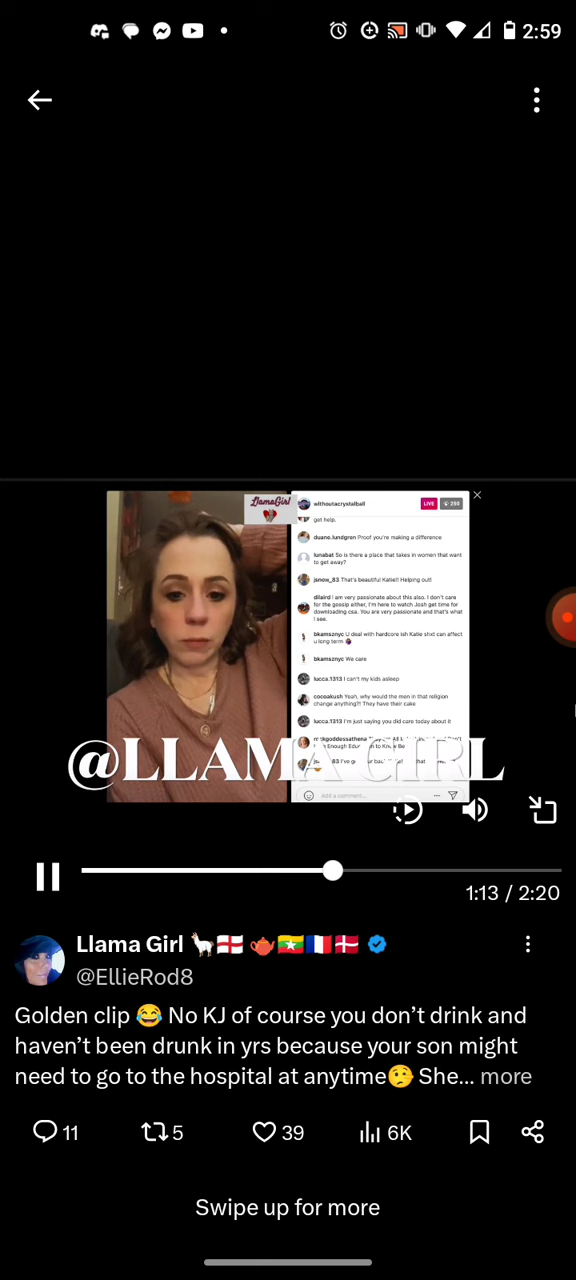 2:59
LlamaGirl
withoutacrystalball
LIVE
get help.
duane.lundgren Proof you're making a difference
lunabat So is there a place that takes in women that want
to get away?
jsnow_83 That's beautiful Katie!! Helping out!
dilaird I am very passionate about this also. I don't care
for the gossip either, I'm here to watch Josh get time for
downloading csa. You are very passionate and that's what
I see.
bkamsznyc U deal with hardcore ish Katie shxt can affect
u long term
bkamsznyc We care
lucca.1313 I can't my kids asleep
cocoakush Yeah, why would the men in that religion
change anything?! They have their cake
lucca.1313 I'm just saying you did care today about it
@LLAMA GIRL
Add a comment...
1:13 / 2:20
Llama Girl 🦙🏴󠁧󠁢󠁥󠁮󠁧󠁿 🫖🇲🇲🇫🇷🇩🇰
@EllieRod8
Golden clip 😂 No KJ of course you don't drink and
haven't been drunk in yrs because your son might
need to go to the hospital at anytime🤨 She... more
11
5
39
6K
Swipe up for more